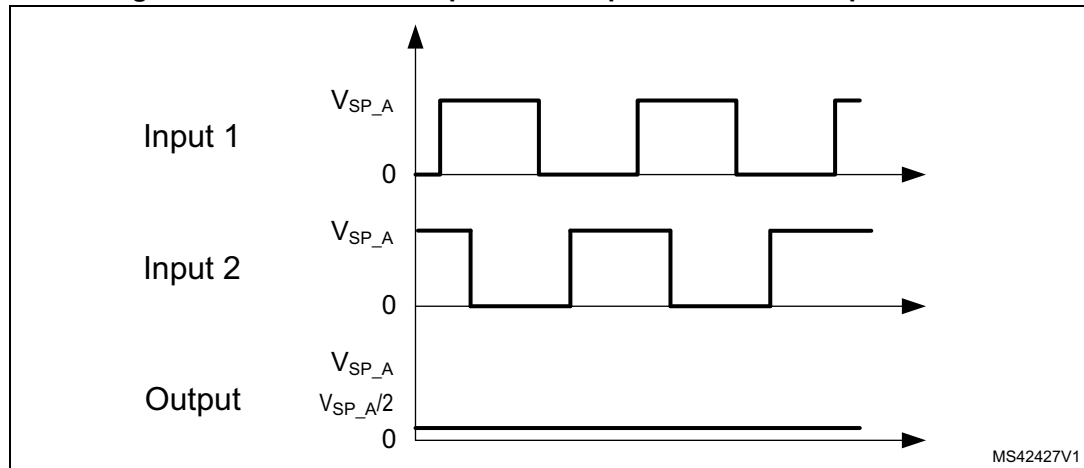 V_SP_A
Input 1
0
V_SP_A
Input 2
0
V_SP_A
Output
V_SP_A/2
0
MS42427V1